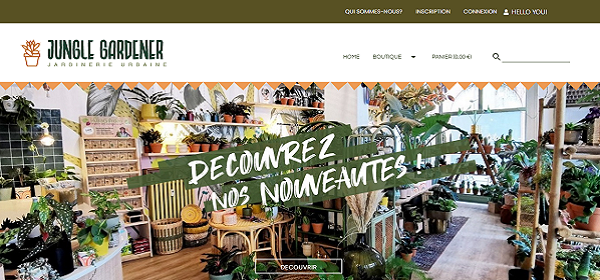 QUI SOMMES-NOUS?
INSCRIPTION
CONNEXION
HELLO YOU!
JUNGLE GARDENER
JARDINERIE URBAINE
HOME
BOUTIQUE
PANIER (0,00 €)
DECOUVREZ
NOS NOUVEAUTES !
DECOUVRIR